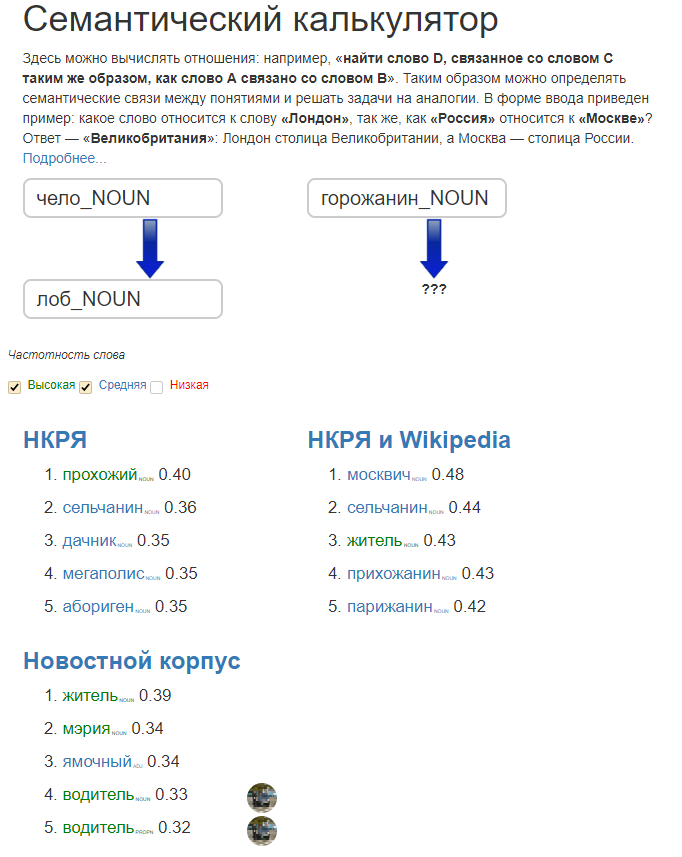 Семантический калькулятор
Здесь можно вычислять отношения: например, «найти слово D, связанное со словом C
таким же образом, как слово A связано со словом B». Таким образом можно определять
семантические связи между понятиями и решать задачи на аналогии. В форме ввода приведен
пример: какое слово относится к слову «Лондон», так же, как «Россия» относится к «Москве»?
Ответ — «Великобритания»: Лондон столица Великобритании, а Москва — столица России.
Подробнее...
чело_NOUN
горожанин_NOUN
лоб_NOUN
???
Частотность слова
Высокая Средняя Низкая
НКРЯ
1. прохожий NOUN 0.40
2. сельчанин NOUN 0.36
3. дачник NOUN 0.35
4. мегаполис NOUN 0.35
5. абориген NOUN 0.35
НКРЯ и Wikipedia
1. москвич NOUN 0.48
2. сельчанин NOUN 0.44
3. житель NOUN 0.43
4. прихожанин NOUN 0.43
5. парижанин NOUN 0.42
Новостной корпус
1. житель NOUN 0.39
2. мэрия NOUN 0.34
3. ямочный ADJ 0.34
4. водитель NOUN 0.33
5. водитель PROPN 0.32